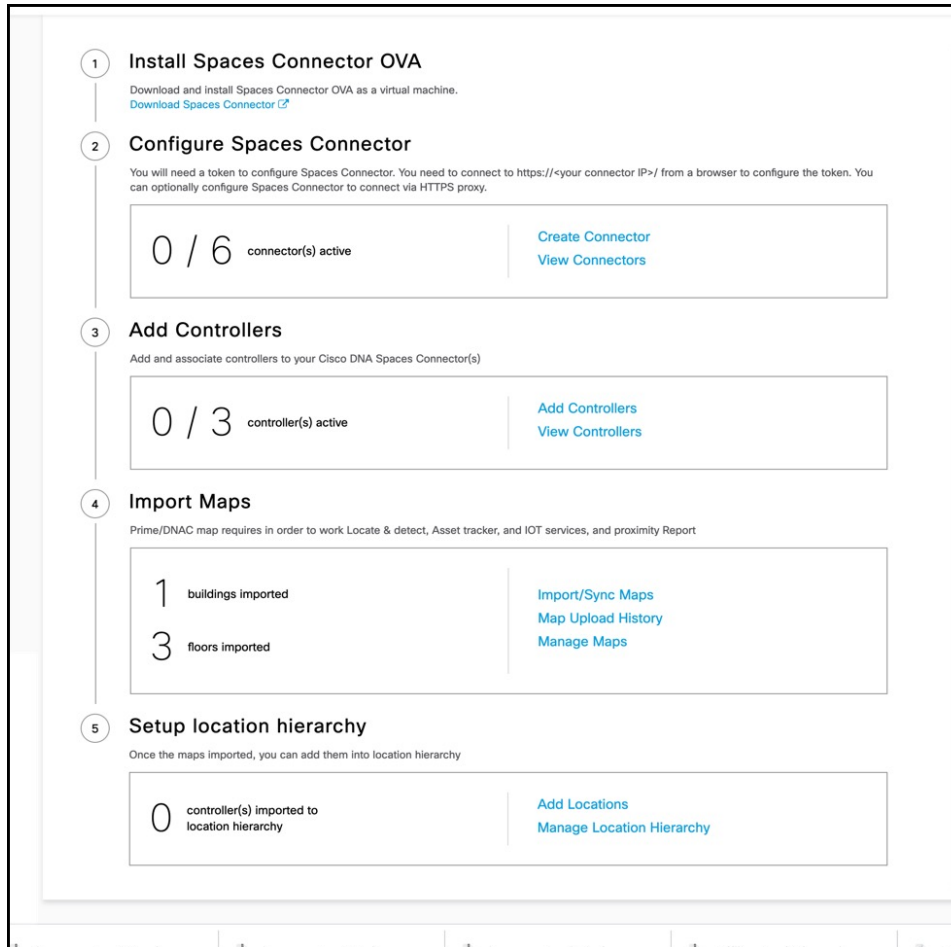 1 Install Spaces Connector OVA
Download and install Spaces Connector OVA as a virtual machine.
Download Spaces Connector
2 Configure Spaces Connector
You will need a token to configure Spaces Connector. You need to connect to https://<your connector IP>/ from a browser to configure the token. You
can optionally configure Spaces Connector to connect via HTTPS proxy.
0 / 6 connector(s) active
Create Connector
View Connectors
3 Add Controllers
Add and associate controllers to your Cisco DNA Spaces Connector(s)
0 / 3 controller(s) active
Add Controllers
View Controllers
4 Import Maps
Prime/DNAC map requires in order to work Locate & detect, Asset tracker, and IOT services, and proximity Report
1 buildings imported
3 floors imported
Import/Sync Maps
Map Upload History
Manage Maps
5 Setup location hierarchy
Once the maps imported, you can add them into location hierarchy
0 controller(s) imported to
location hierarchy
Add Locations
Manage Location Hierarchy